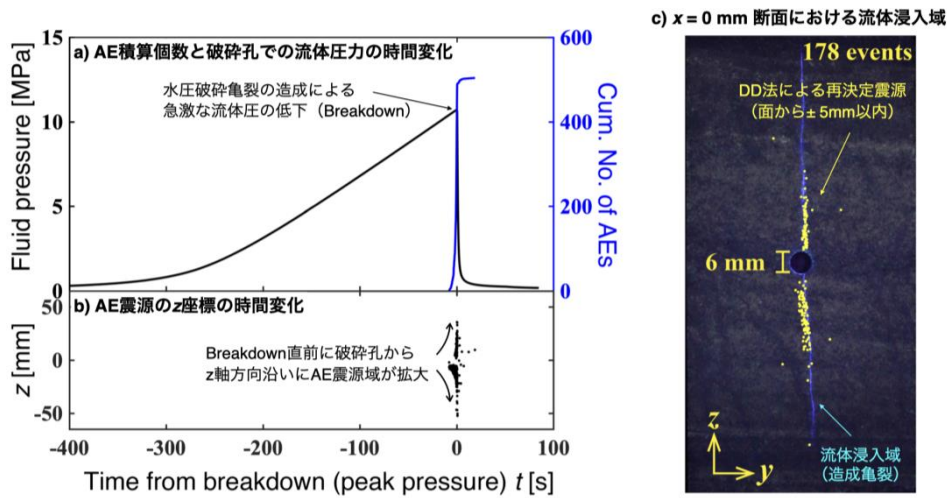 a) AE積算個数と破砕孔での流体圧力の時間変化
水圧破砕亀裂の造成による
急激な流体圧の低下（Breakdown）
Fluid pressure [MPa]
15
10
5
0
Cum. No. of AEs
600
400
200
0
b) AE震源のz座標の時間変化
Breakdown直前に破砕孔から
z軸方向沿いにAE震源域が拡大
z [mm]
50
0
-50
-400
-300
-200
-100
0
100
Time from breakdown (peak pressure) t [s]
c) x = 0 mm 断面における流体浸入域
178 events
DD法による再決定震源
（面から± 5mm以内）
6 mm
z
y
流体浸入域
（造成亀裂）